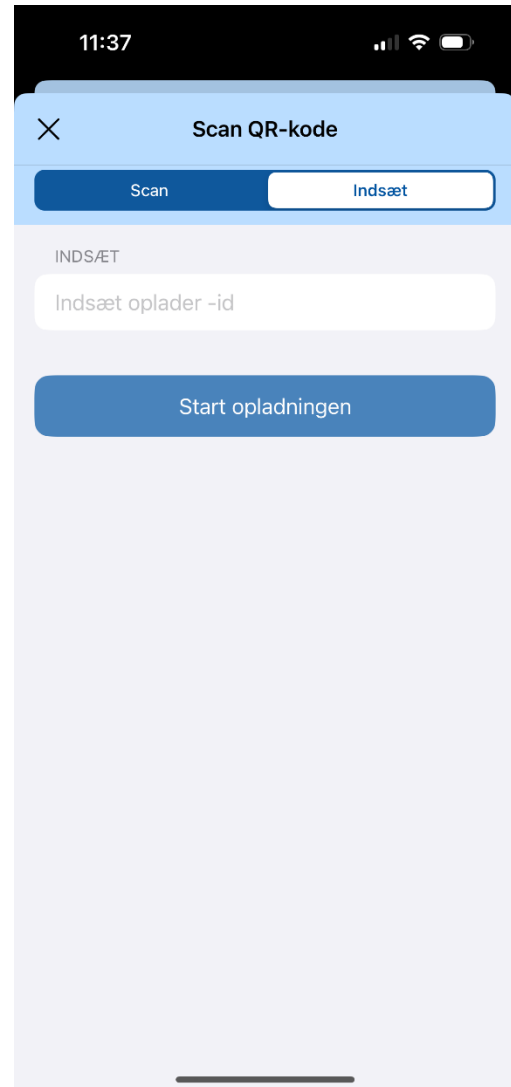 11:37
Scan QR-kode
Scan Indsæt
INDSÆT
Indsæt oplader -id
Start opladningen